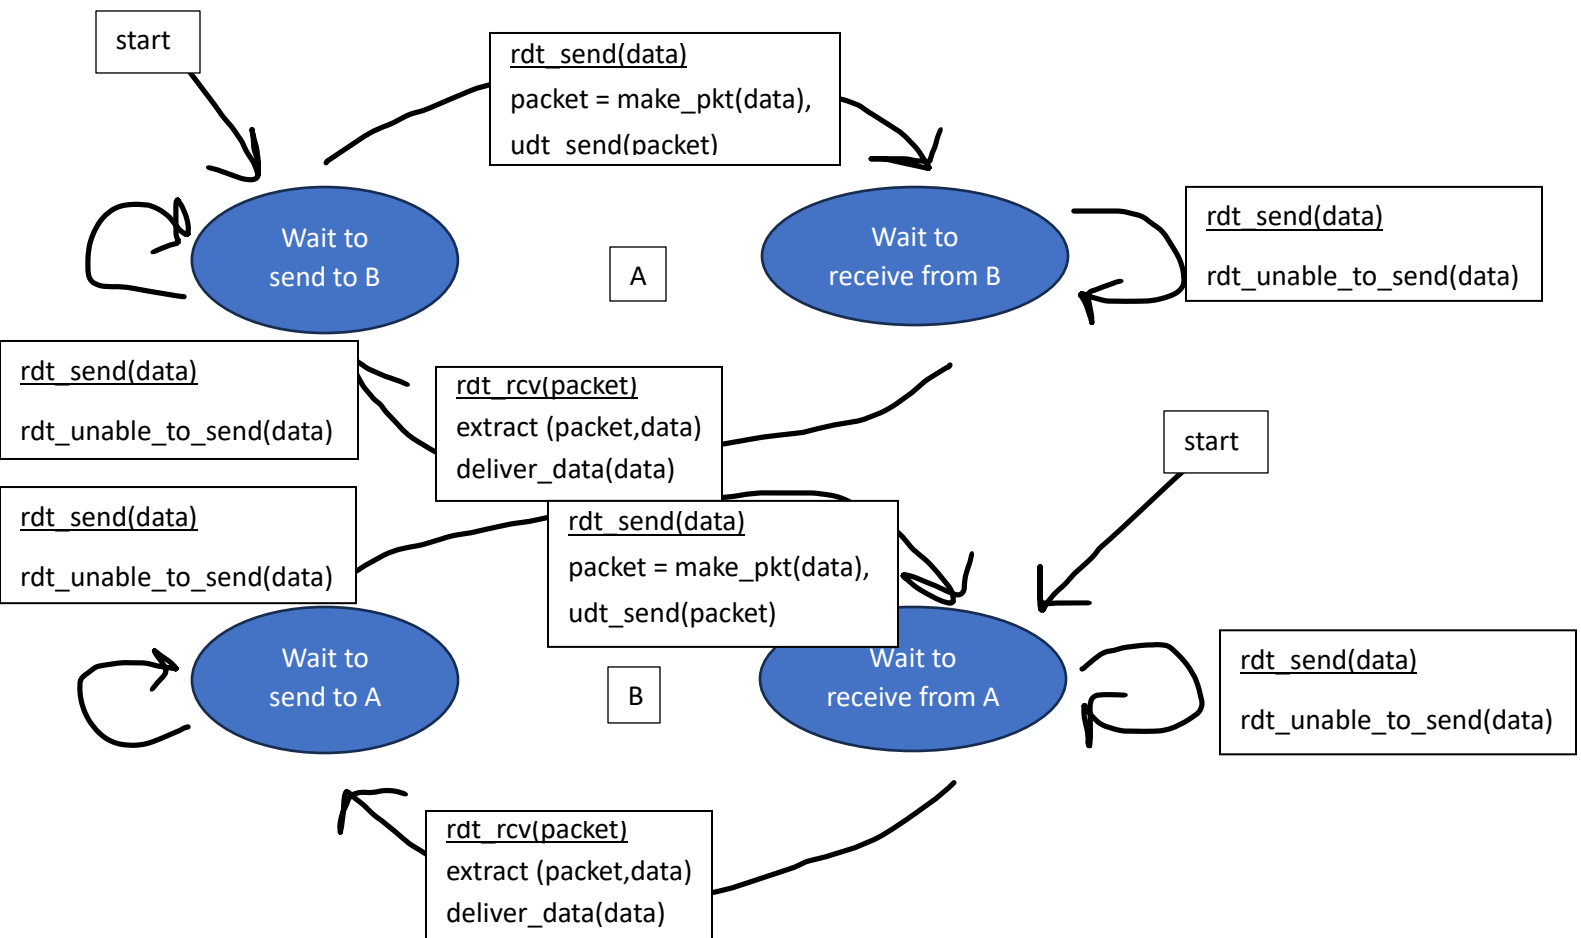 start
rdt_send(data)
packet = make_pkt(data),
udt_send(packet)
Wait to
send to B
A
Wait to
receive from B
rdt_send(data)
rdt_unable_to_send(data)
rdt_send(data)
rdt_unable_to_send(data)
rdt_rcv(packet)
extract (packet,data)
deliver_data(data)
start
rdt_send(data)
rdt_unable_to_send(data)
rdt_send(data)
packet = make_pkt(data),
udt_send(packet)
Wait to
send to A
B
Wait to
receive from A
rdt_send(data)
rdt_unable_to_send(data)
rdt_rcv(packet)
extract (packet,data)
deliver_data(data)